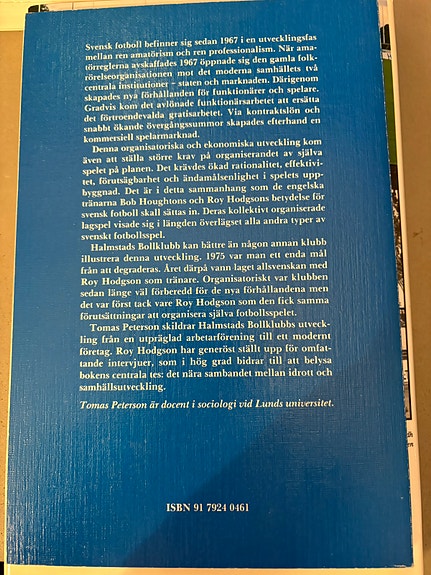 Svensk fotboll befinner sig sedan 1967 i en utvecklingsfas
mellan ren amatörism och ren professionalism. När ama-
törreglerna avskaffades 1967 öppnade sig den gamla folk-
rörelseorganisationen mot det moderna samhällets två
centrala institutioner – staten och marknaden. Därigenom
skapades nya förhållanden för funktionärer och spelare.
Gradvis kom det avlönade funktionärsarbetet att ersätta
det förtroendevalda gratisarbetet. Via kontraktslön och
snabbt ökande övergångssummor skapades efterhand en
kommersiell spelarmarknad.
Denna organisatoriska och ekonomiska utveckling kom
även att ställa större krav på organiserandet av själva
spelet på planen. Det krävdes ökad rationalitet, effektivi-
tet, förutsägbarhet och ändamålsenlighet i spelets upp-
byggnad. Det är i detta sammanhang som de engelska
tränarna Bob Houghtons och Roy Hodgsons betydelse för
svensk fotboll skall sättas in. Deras kollektivt organiserade
lagspel visade sig i längden överlägset alla andra typer av
svenskt fotbollsspel.
Halmstads Bollklubb kan bättre än någon annan klubb
illustrera denna utveckling. 1975 var man ett enda mål
från att degraderas. Året därpå vann laget allsvenskan med
Roy Hodgson som tränare. Organisatoriskt var klubben
sedan länge väl förberedd för de nya förhållandena men
det var först tack vare Roy Hodgson som den fick samma
förutsättningar att organisera själva fotbollsspelet.
Tomas Peterson skildrar Halmstads Bollklubbs utveck-
ling från en utpräglad arbetarförening till ett modernt
företag. Roy Hodgson har generöst ställt upp för omfat-
tande intervjuer, som i hög grad bidrar till att belysa
bokens centrala tes: det nära sambandet mellan idrott och
samhällsutveckling.
Tomas Peterson är docent i sociologi vid Lunds universitet.
ISBN 91 7924 0461